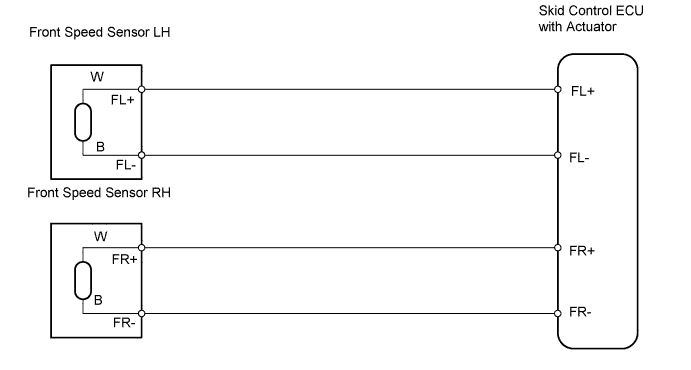 Skid Control ECU
with Actuator
Front Speed Sensor LH
W
FL+
FL+
B
FL-
FL-
Front Speed Sensor RH
W
FR+
FR+
B
FR-
FR-